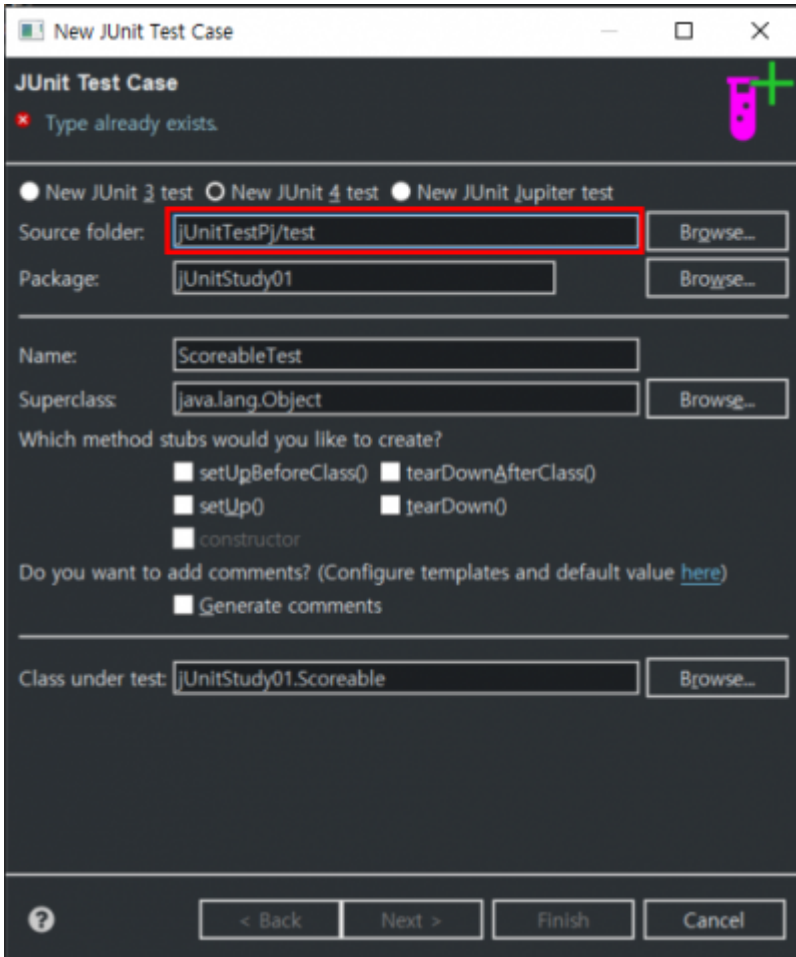 New JUnit Test Case
JUnit Test Case
Type already exists.
New JUnit 3 test New JUnit 4 test New JUnit Jupiter test
Source folder: jUnitTestPj/test Browse...
Package: jUnitStudy01 Browse...
Name: ScoreableTest
Superclass: java.lang.Object Browse...
Which method stubs would you like to create?
setUpBeforeClass() tearDownAfterClass()
setUp() tearDown()
constructor
Do you want to add comments? (Configure templates and default value here)
Generate comments
Class under test: jUnitStudy01.Scoreable Browse...
? < Back Next > Finish Cancel